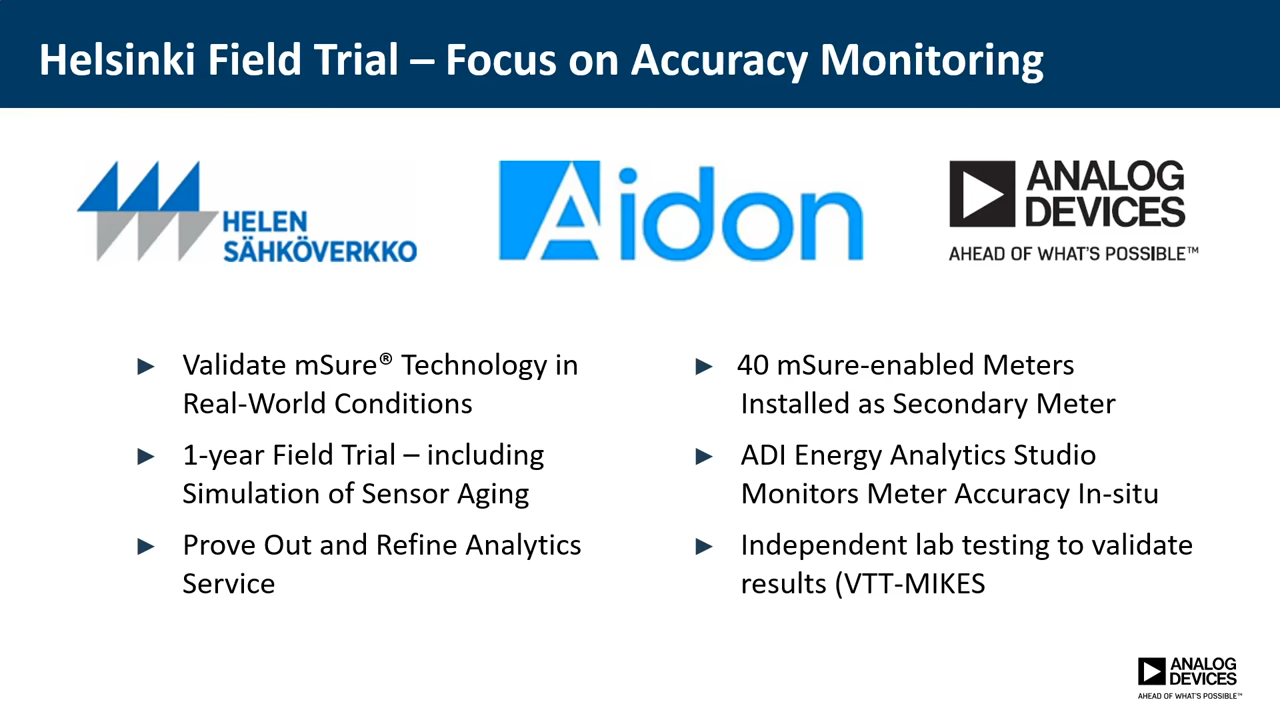 Helsinki Field Trial – Focus on Accuracy Monitoring
HELEN
SÄHKÖVERKKO
Aidon
ANALOG
DEVICES
AHEAD OF WHAT'S POSSIBLE™
► Validate mSure® Technology in
Real-World Conditions
► 1-year Field Trial – including
Simulation of Sensor Aging
► Prove Out and Refine Analytics
Service
► 40 mSure-enabled Meters
Installed as Secondary Meter
► ADI Energy Analytics Studio
Monitors Meter Accuracy In-situ
► Independent lab testing to validate
results (VTT-MIKES
ANALOG
DEVICES
AHEAD OF WHAT'S POSSIBLE™